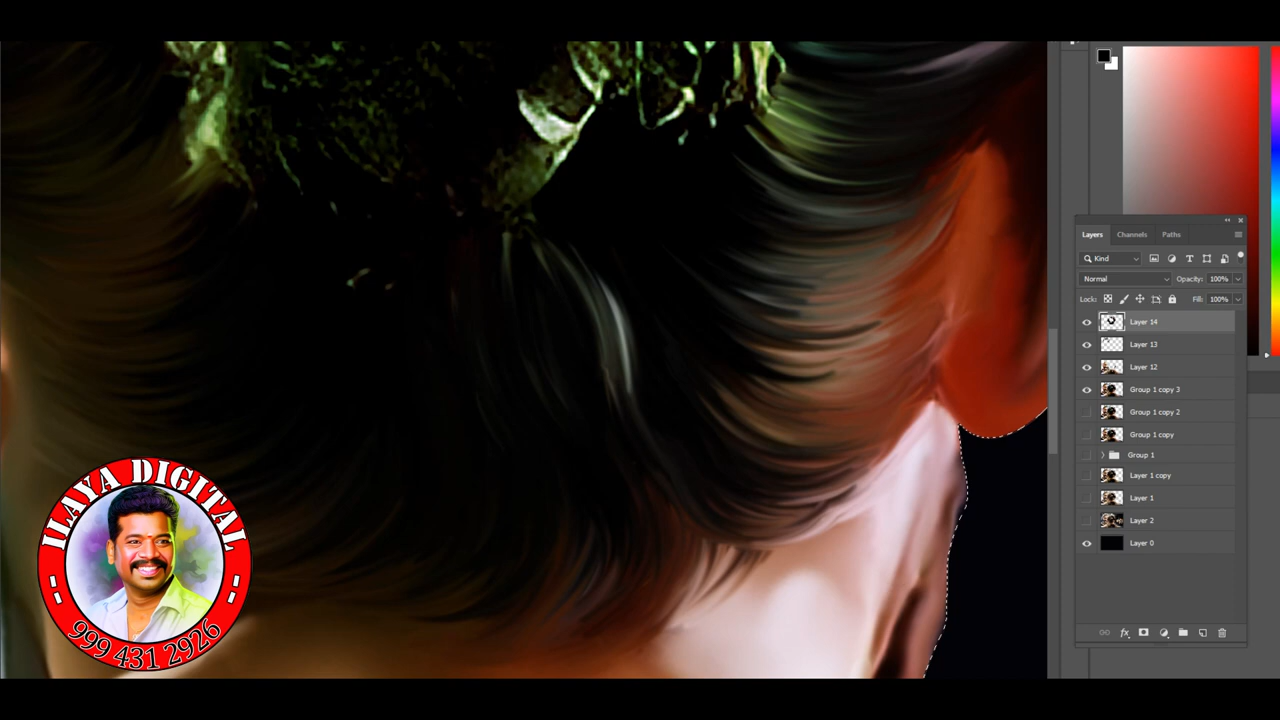 Layers Channels Paths
Kind
Normal Opacity: 100%
Lock: Fill: 100%
Layer 14
Layer 13
Layer 12
Group 1 copy 3
Group 1 copy 2
Group 1 copy
Group 1
Layer 1 copy
Layer 1
Layer 2
Layer 0
fx
ILAYA DIGITAL
999 431 2926